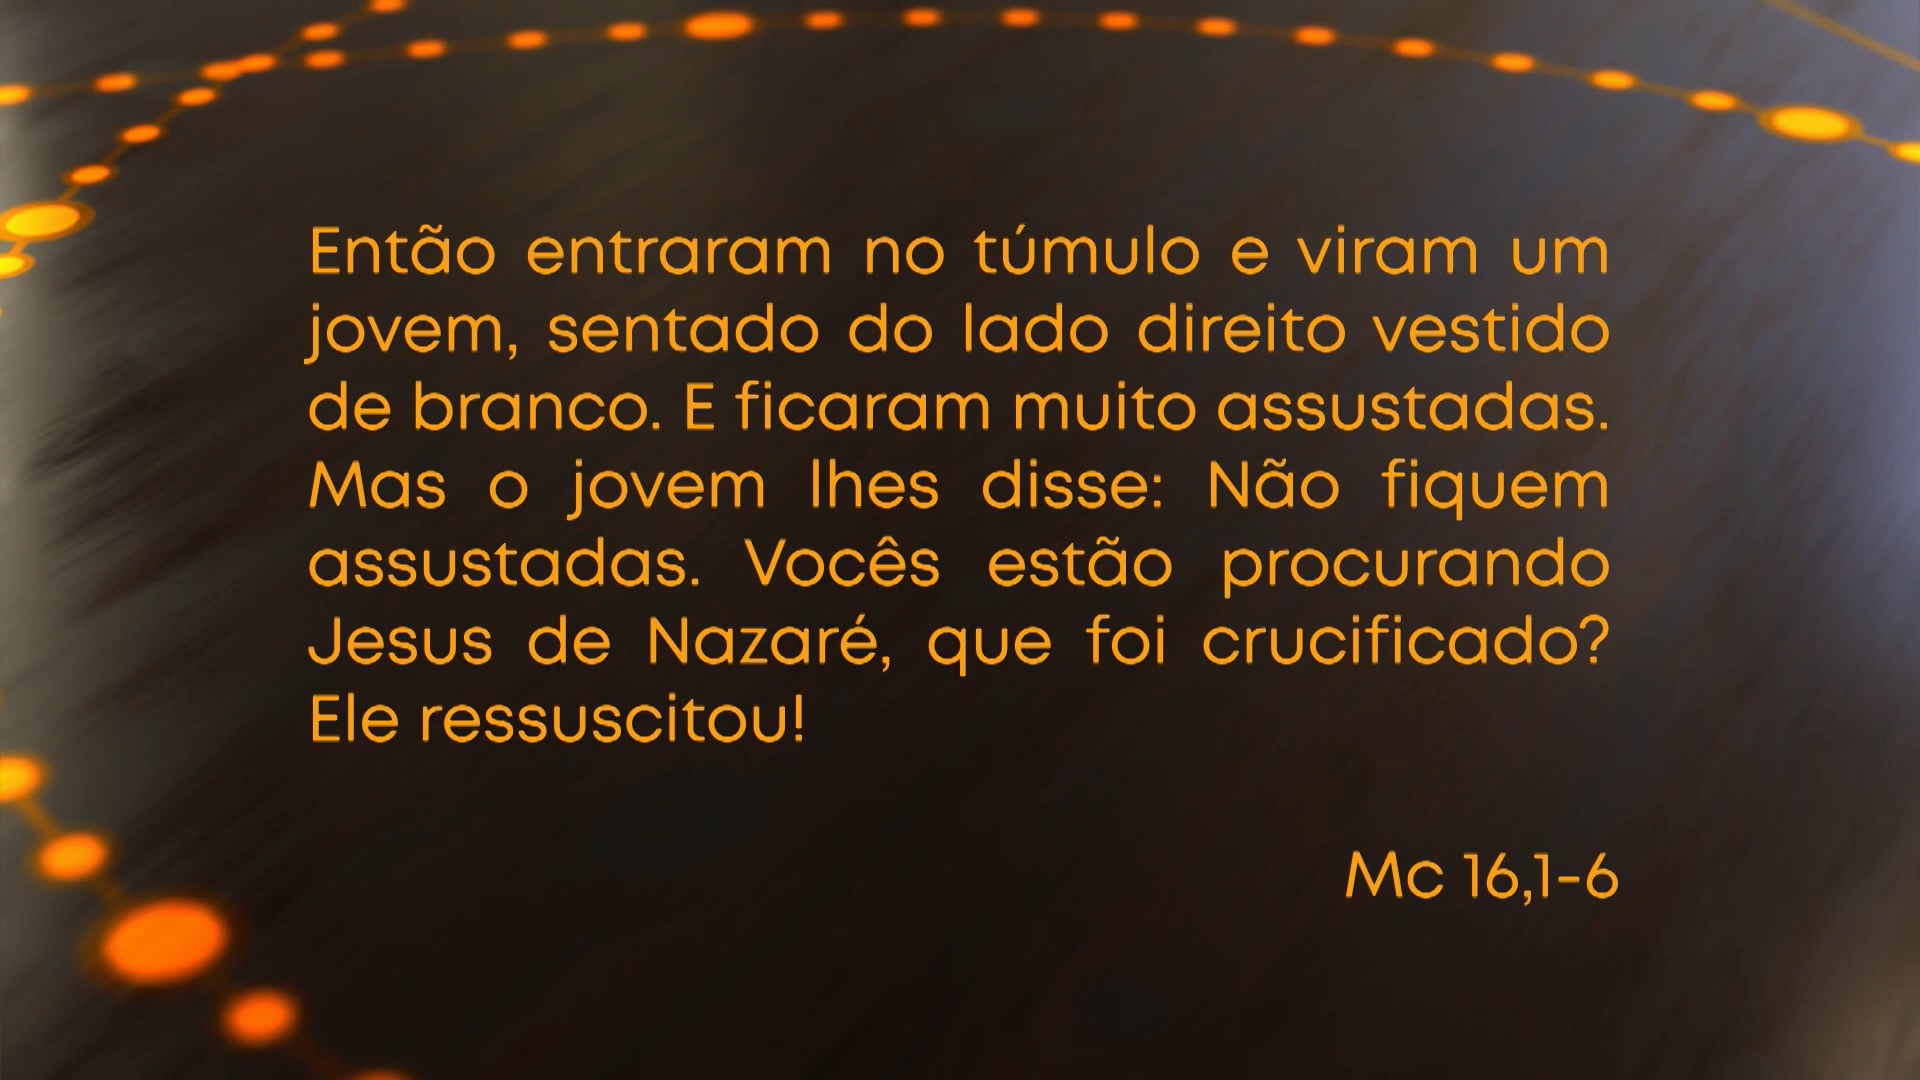 Então entraram no túmulo e viram um
jovem, sentado do lado direito vestido
de branco. E ficaram muito assustadas.
Mas o jovem lhes disse: Não fiquem
assustadas. Vocês estão procurando
Jesus de Nazaré, que foi crucificado?
Ele ressuscitou!
Mc 16,1-6